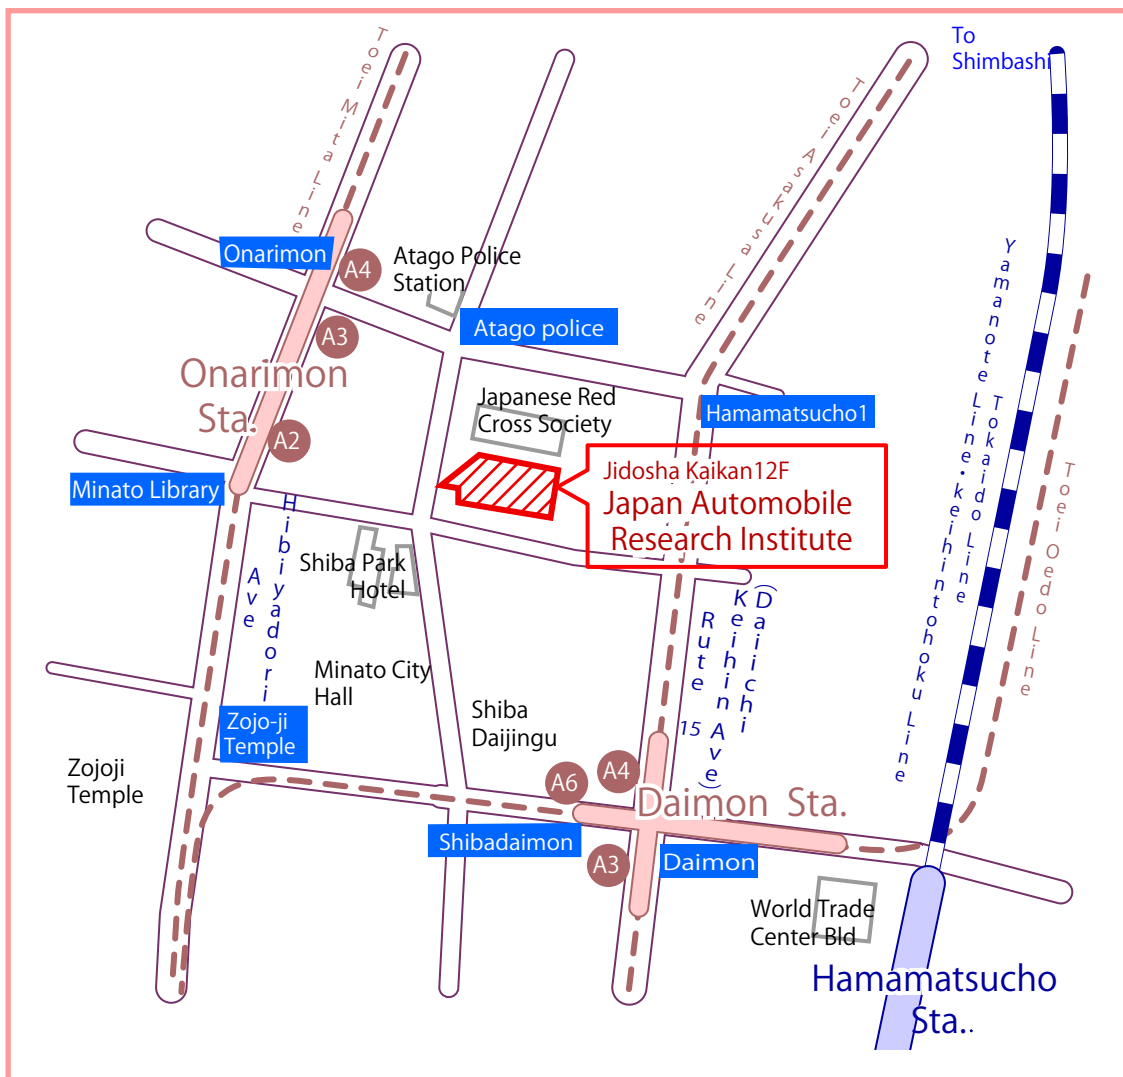 To
Shimbashi
Toei Mita Line
Toei Asakusa Line
Onarimon
A4
Atago Police
Station
A3
Atago police
Onarimon
Sta.
Japanese Red
Cross Society
Hamamatsucho1
A2
Jidosha Kaikan12F
Japan Automobile
Research Institute
Minato Library
Yamanote Line・keihintohoku Line
Tokaido Line
Toei Oedo Line
Hibiyadori
Ave
Shiba Park
Hotel
(Daiichi
Keihin Ave)
Rute 15
Minato City
Hall
Shiba
Daijingu
Zojo-ji
Temple
Zojoji
Temple
A6
A4
Daimon Sta.
Shibadaimon
A3
Daimon
World Trade
Center Bld
Hamamatsucho
Sta..